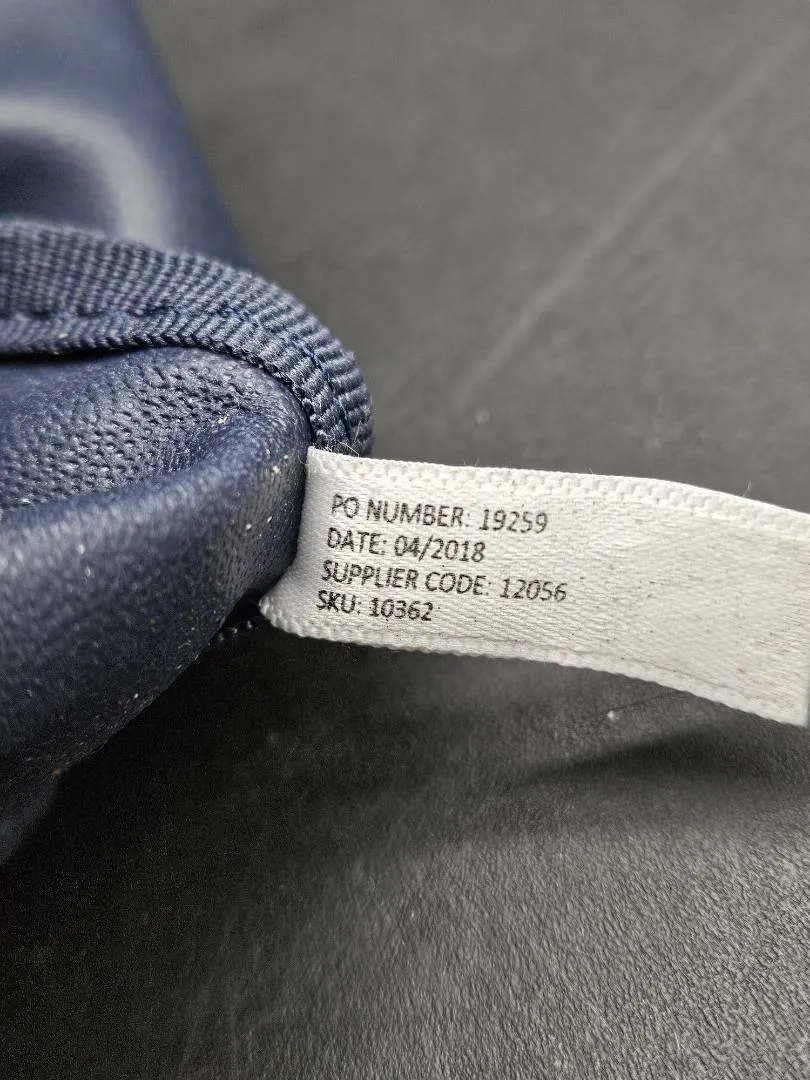 PO NUMBER: 19259
DATE: 04/2018
SUPPLIER CODE: 12056
SKU: 10362